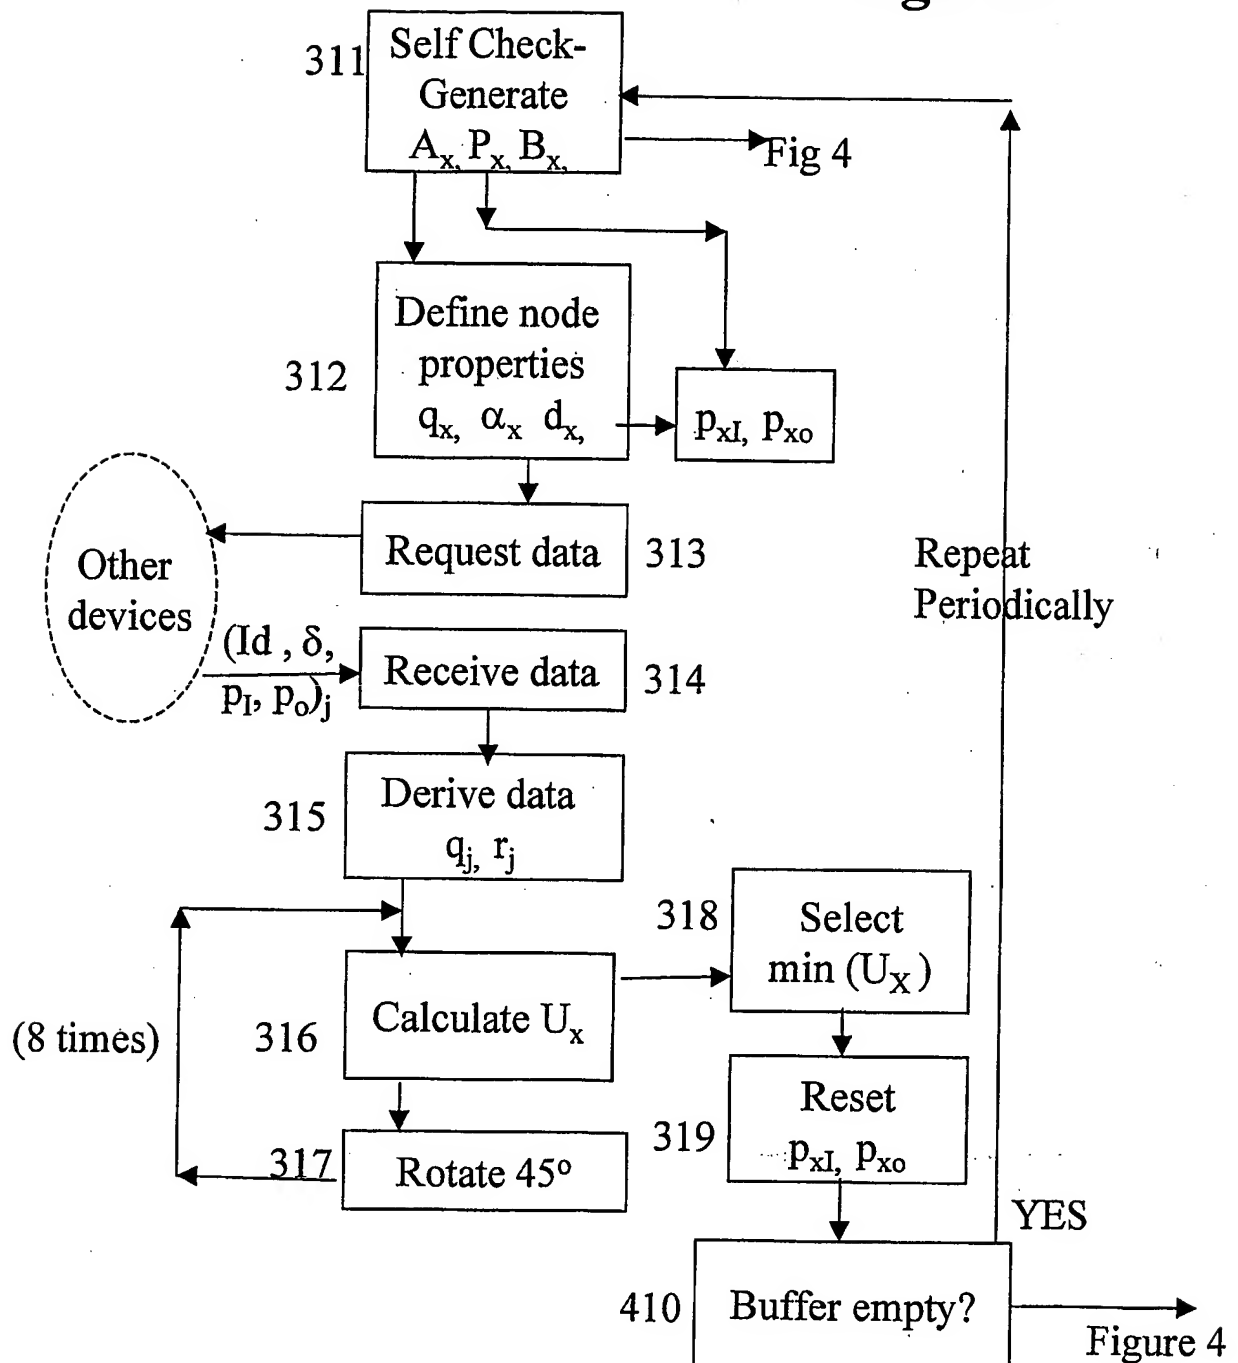 311
Self Check-
Generate
Aₓ, Pₓ, Bₓ,
Fig 4
312
Define node
properties
qₓ, αₓ dₓ,
pₓI, pₓₒ
Other
devices
Request data
313
Repeat
Periodically
(Id , δ,
pI, pₒ)ⱼ
Receive data
314
315
Derive data
qⱼ, rⱼ
318
Select
min (Uₓ)
(8 times)
316
Calculate Uₓ
319
Reset
pₓI, pₓₒ
317
Rotate 45º
YES
410
Buffer empty?
Figure 4